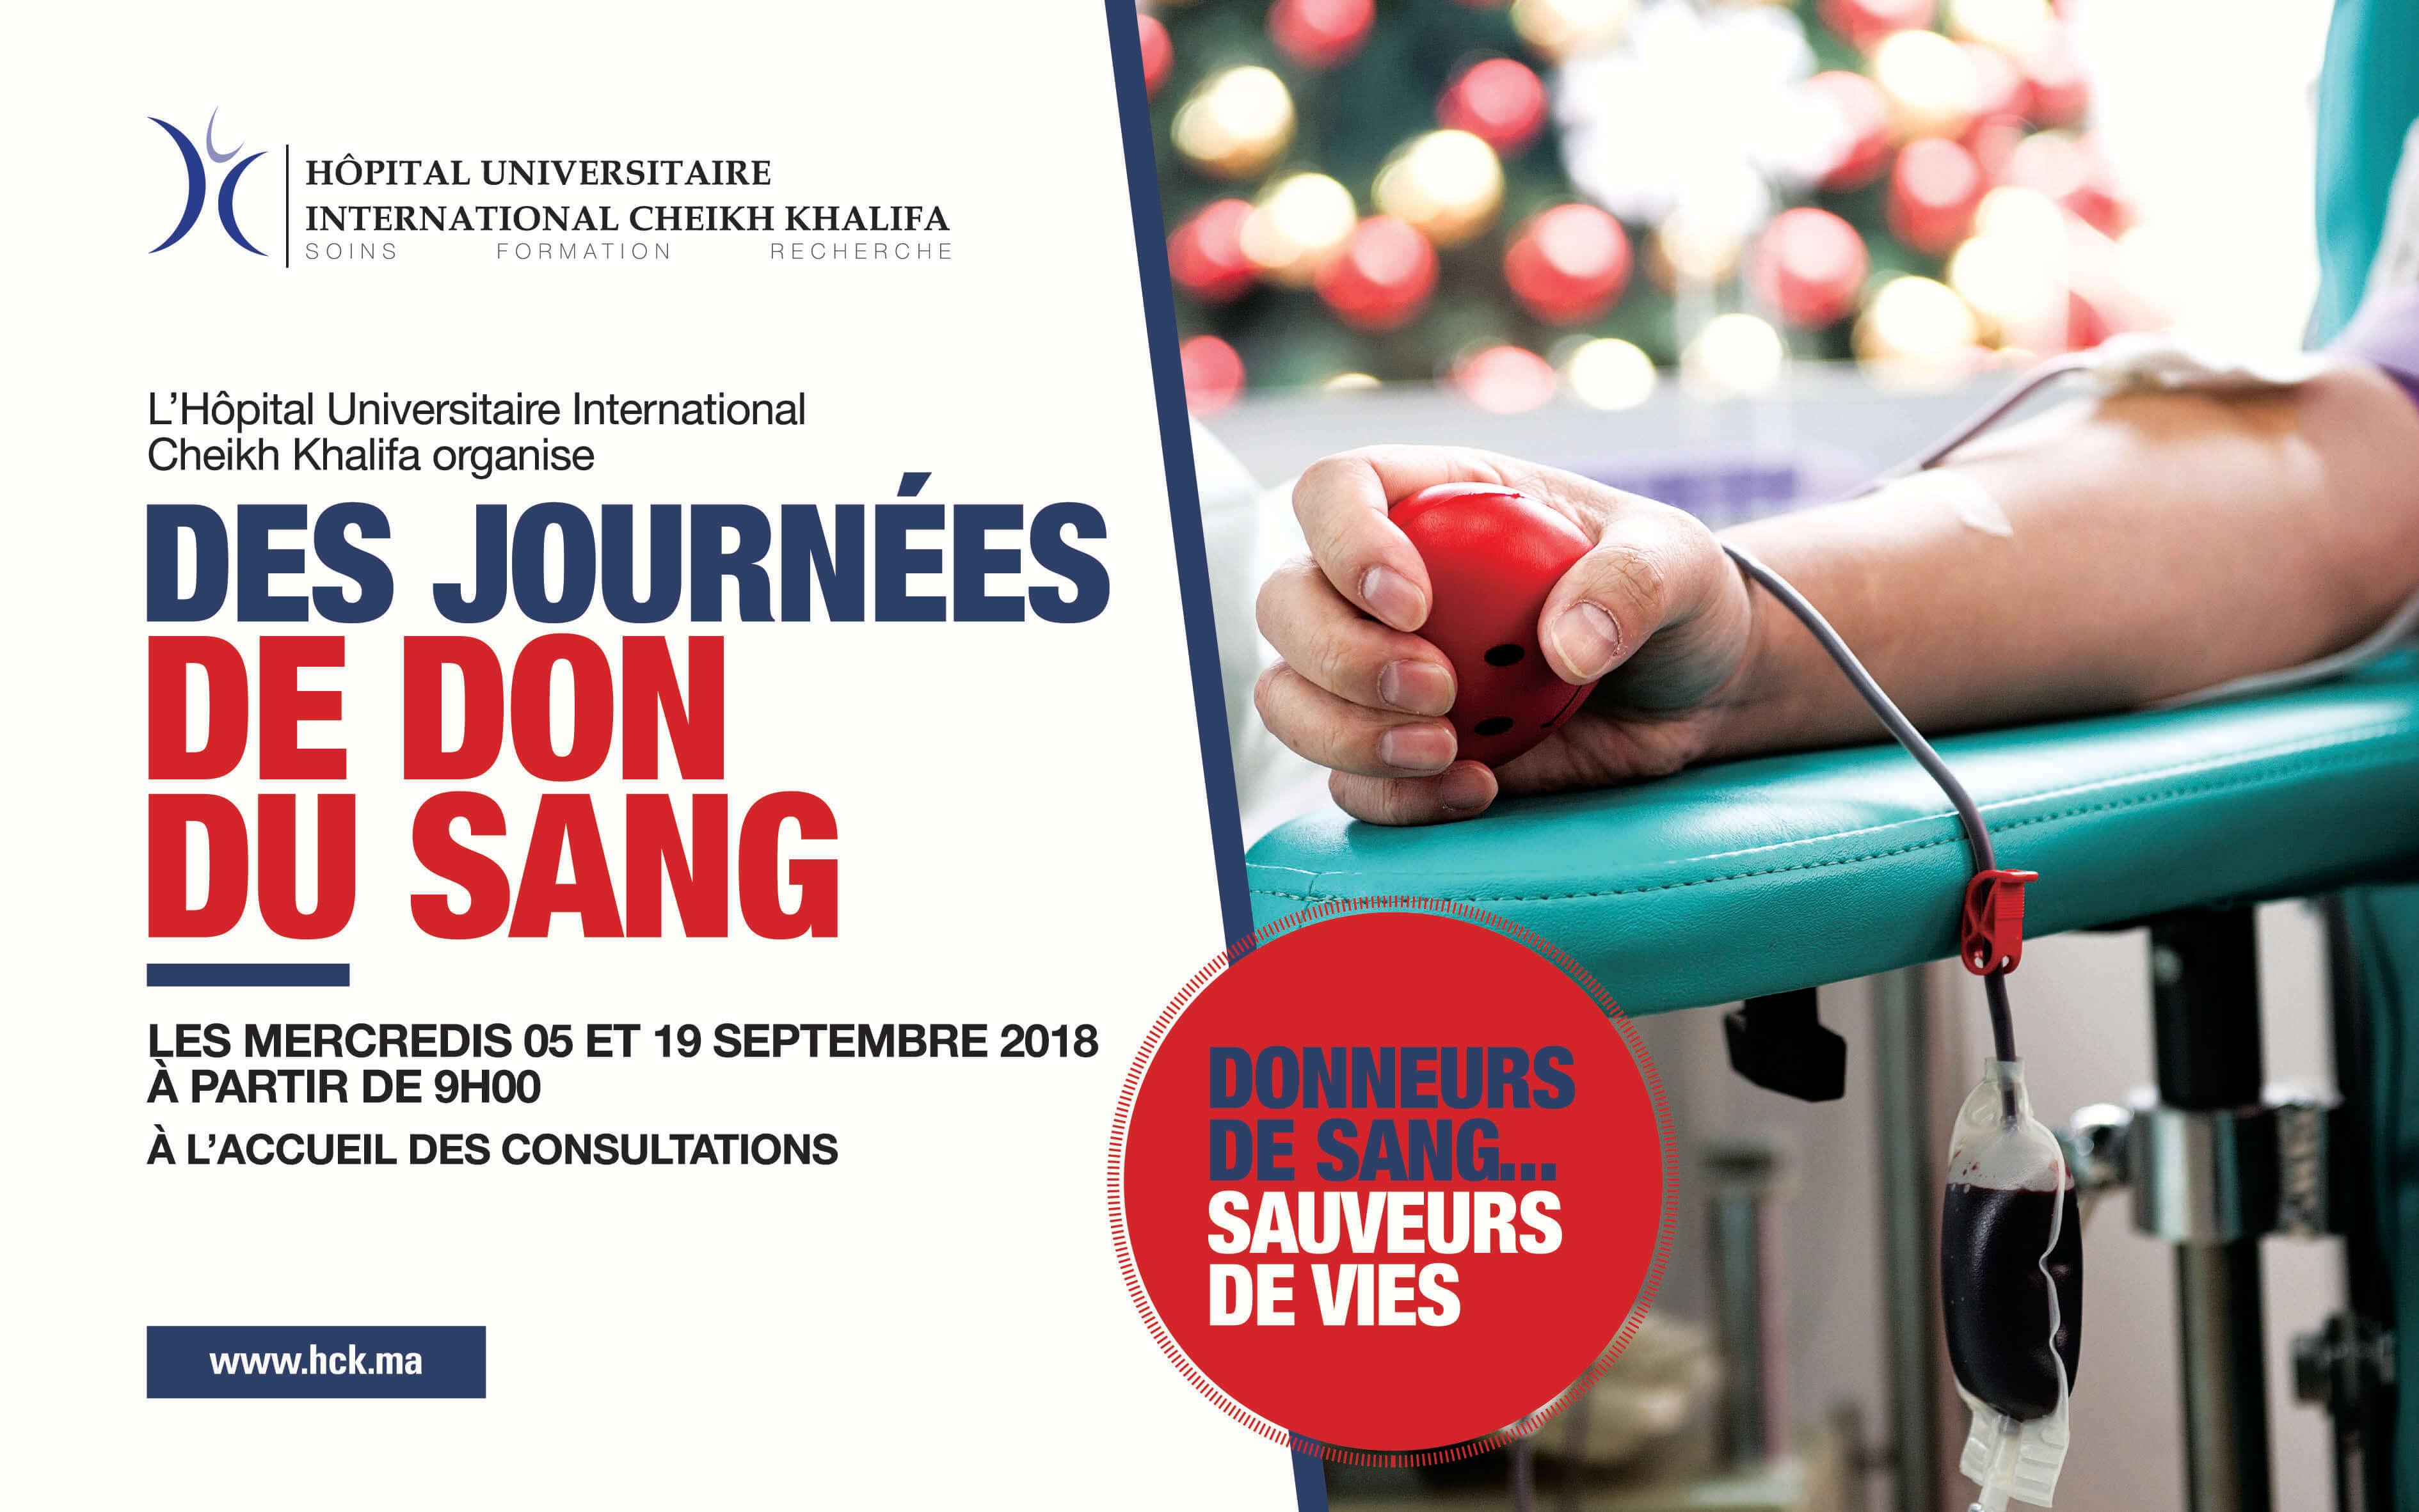 HÔPITAL UNIVERSITAIRE
INTERNATIONAL CHEIKH KHALIFA
SOINS FORMATION RECHERCHE
L'Hôpital Universitaire International
Cheikh Khalifa organise
DES JOURNÉES
DE DON
DU SANG
LES MERCREDIS 05 ET 19 SEPTEMBRE 2018
À PARTIR DE 9H00
À L'ACCUEIL DES CONSULTATIONS
www.hck.ma
DONNEURS
DE SANG...
SAUVEURS
DE VIES